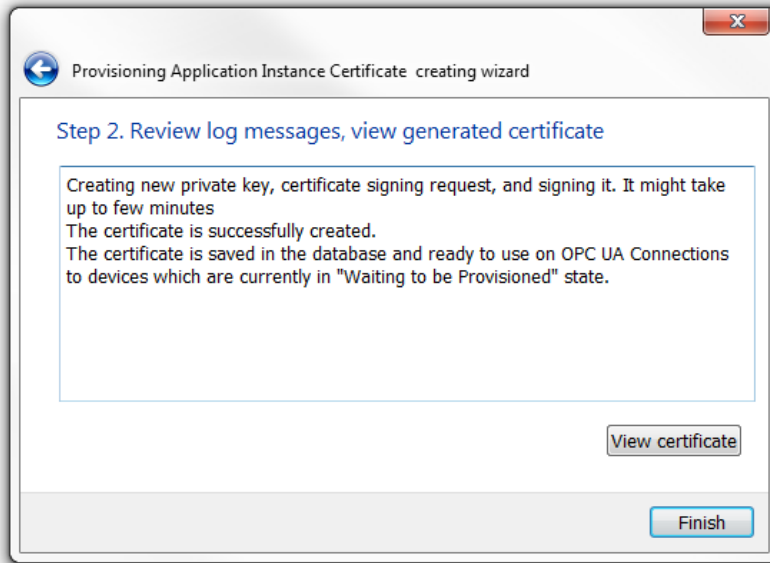 Provisioning Application Instance Certificate  creating wizard
Step 2. Review log messages, view generated certificate
Creating new private key, certificate signing request, and signing it. It might take
up to few minutes
The certificate is successfully created.
The certificate is saved in the database and ready to use on OPC UA Connections
to devices which are currently in "Waiting to be Provisioned" state.
View certificate
Finish